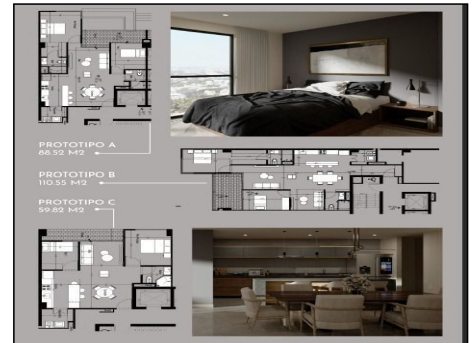 PROTOTIPO A
88.52 M2
PROTOTIPO B
110.55 M2
PROTOTIPO C
59.82 M2